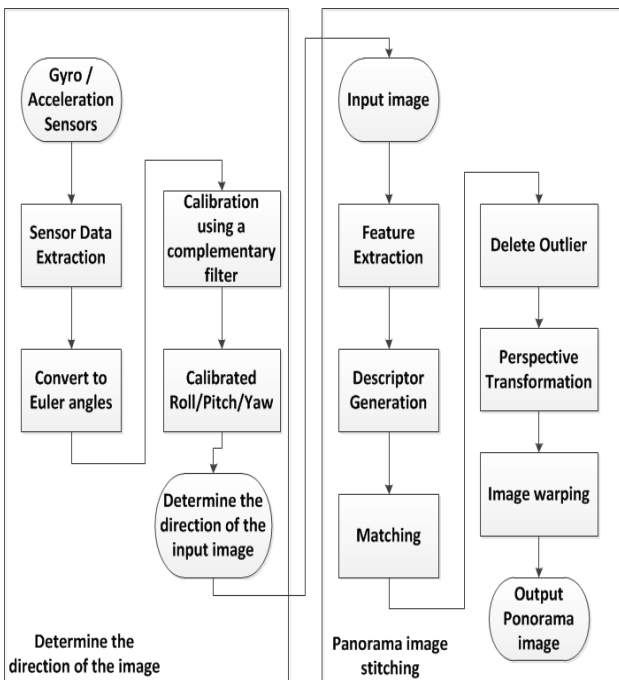 Gyro /
Acceleration
Sensors
Sensor Data
Extraction
Convert to
Euler angles
Calibration
using a
complementary
filter
Calibrated
Roll/Pitch/Yaw
Determine the
direction of the
input image
Determine the
direction of the image
Input image
Feature
Extraction
Descriptor
Generation
Matching
Delete Outlier
Perspective
Transformation
Image warping
Output
Ponorama
image
Panorama image
stitching